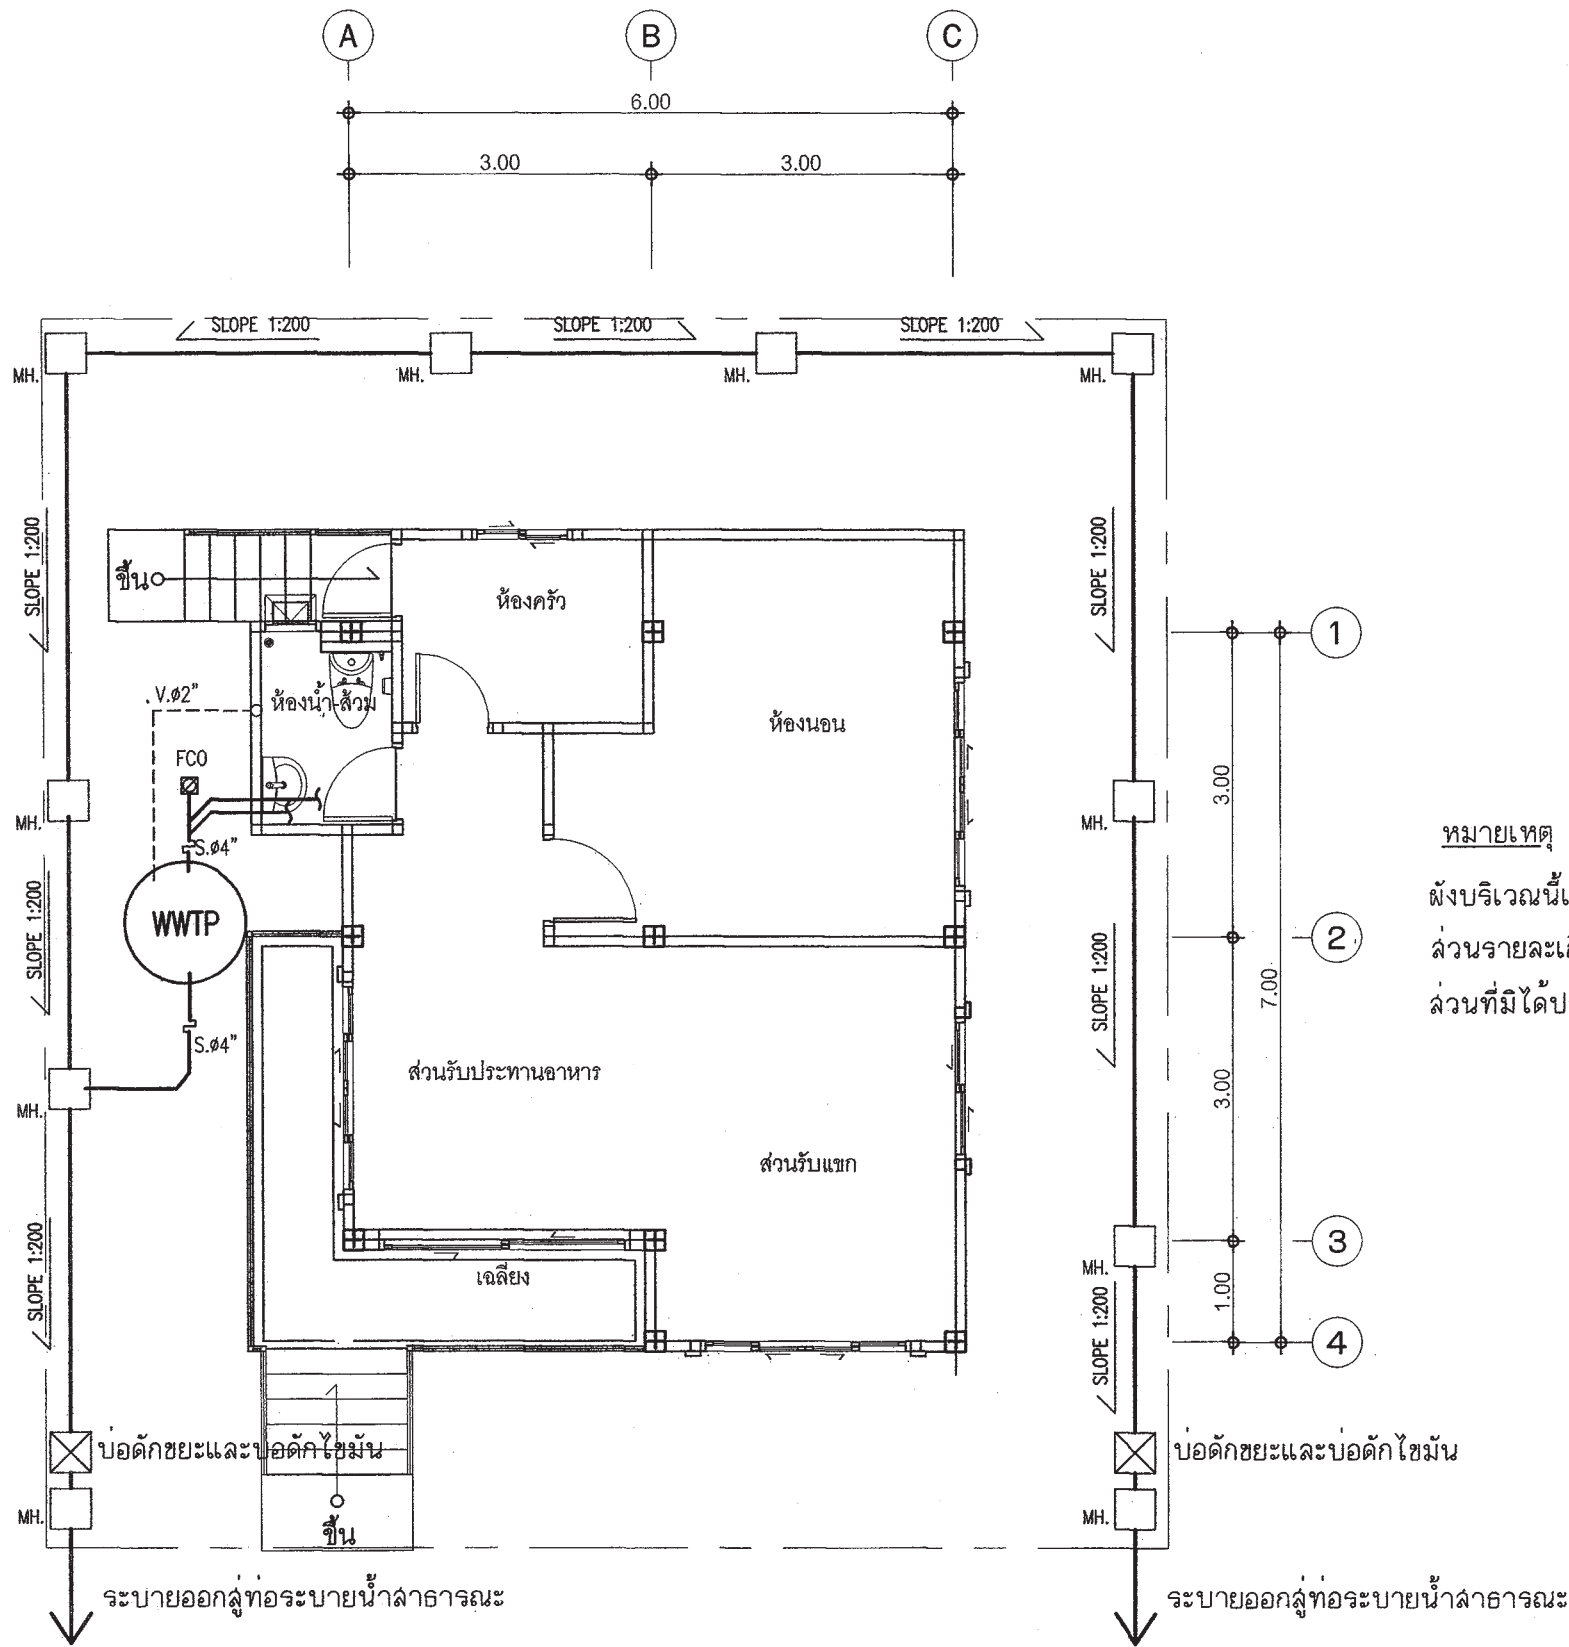 A B C
6.00
3.00 3.00
SLOPE 1:200 SLOPE 1:200 SLOPE 1:200
MH. MH. MH. MH.
SLOPE 1:200 SLOPE 1:200
ขึ้น
ห้องครัว
1
V.ø2"
ห้องน้ำ-ส้วม
ห้องนอน
FCO
3.00
MH. MH.
S.ø4"
หมายเหตุ
SLOPE 1:200
WWTP
SLOPE 1:200
2
7.00
S.ø4"
ส่วนรับประทานอาหาร
3.00
MH.
ส่วนรับแขก
SLOPE 1:200
3
MH.
เฉลียง
SLOPE 1:200
1.00
4
บ่อดักขยะและบ่อดักไขมัน บ่อดักขยะและบ่อดักไขมัน
MH. MH.
ขึ้น
ระบายออกสู่ท่อระบายน้ำสาธารณะ ระบายออกสู่ท่อระบายน้ำสาธารณะ